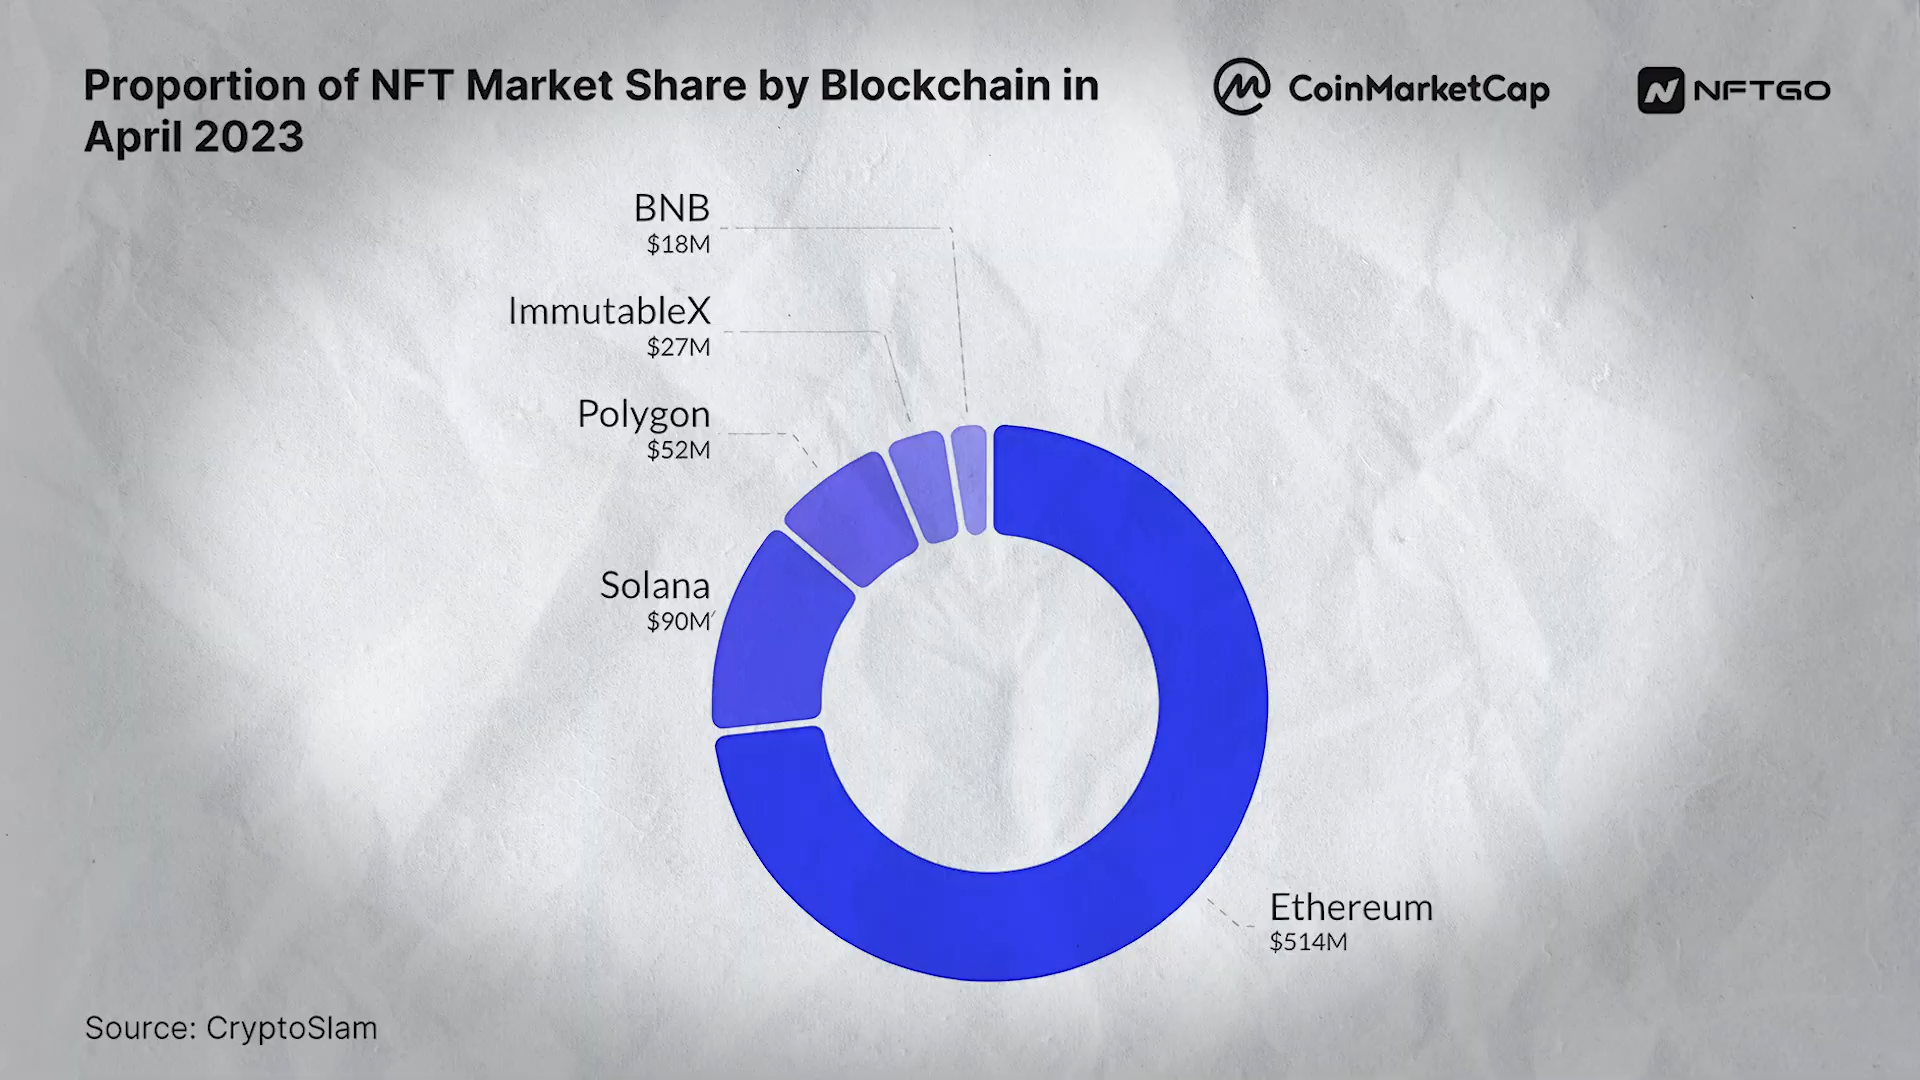 Proportion of NFT Market Share by Blockchain in
April 2023
CoinMarketCap
NFTGO
BNB
$18M
ImmutableX
$27M
Polygon
$52M
Solana
$90M
Ethereum
$514M
Source: CryptoSlam